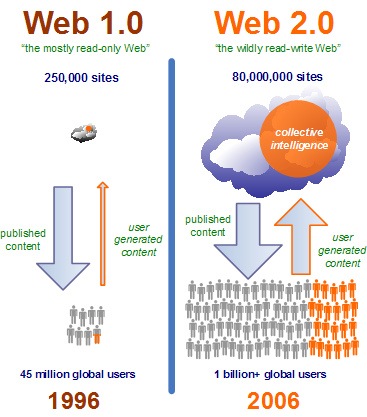 Web 1.0
"the mostly read-only Web"
250,000 sites
published
content
user
generated
content
45 million global users
1996
Web 2.0
"the wildly read-write Web"
80,000,000 sites
collective
intelligence
published
content
user
generated
content
1 billion+ global users
2006